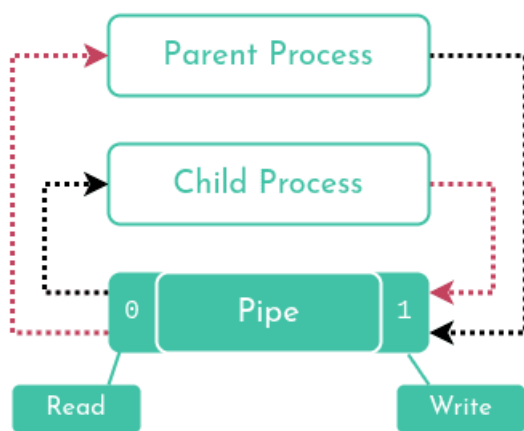 Parent Process
Child Process
0 Pipe 1
Read Write